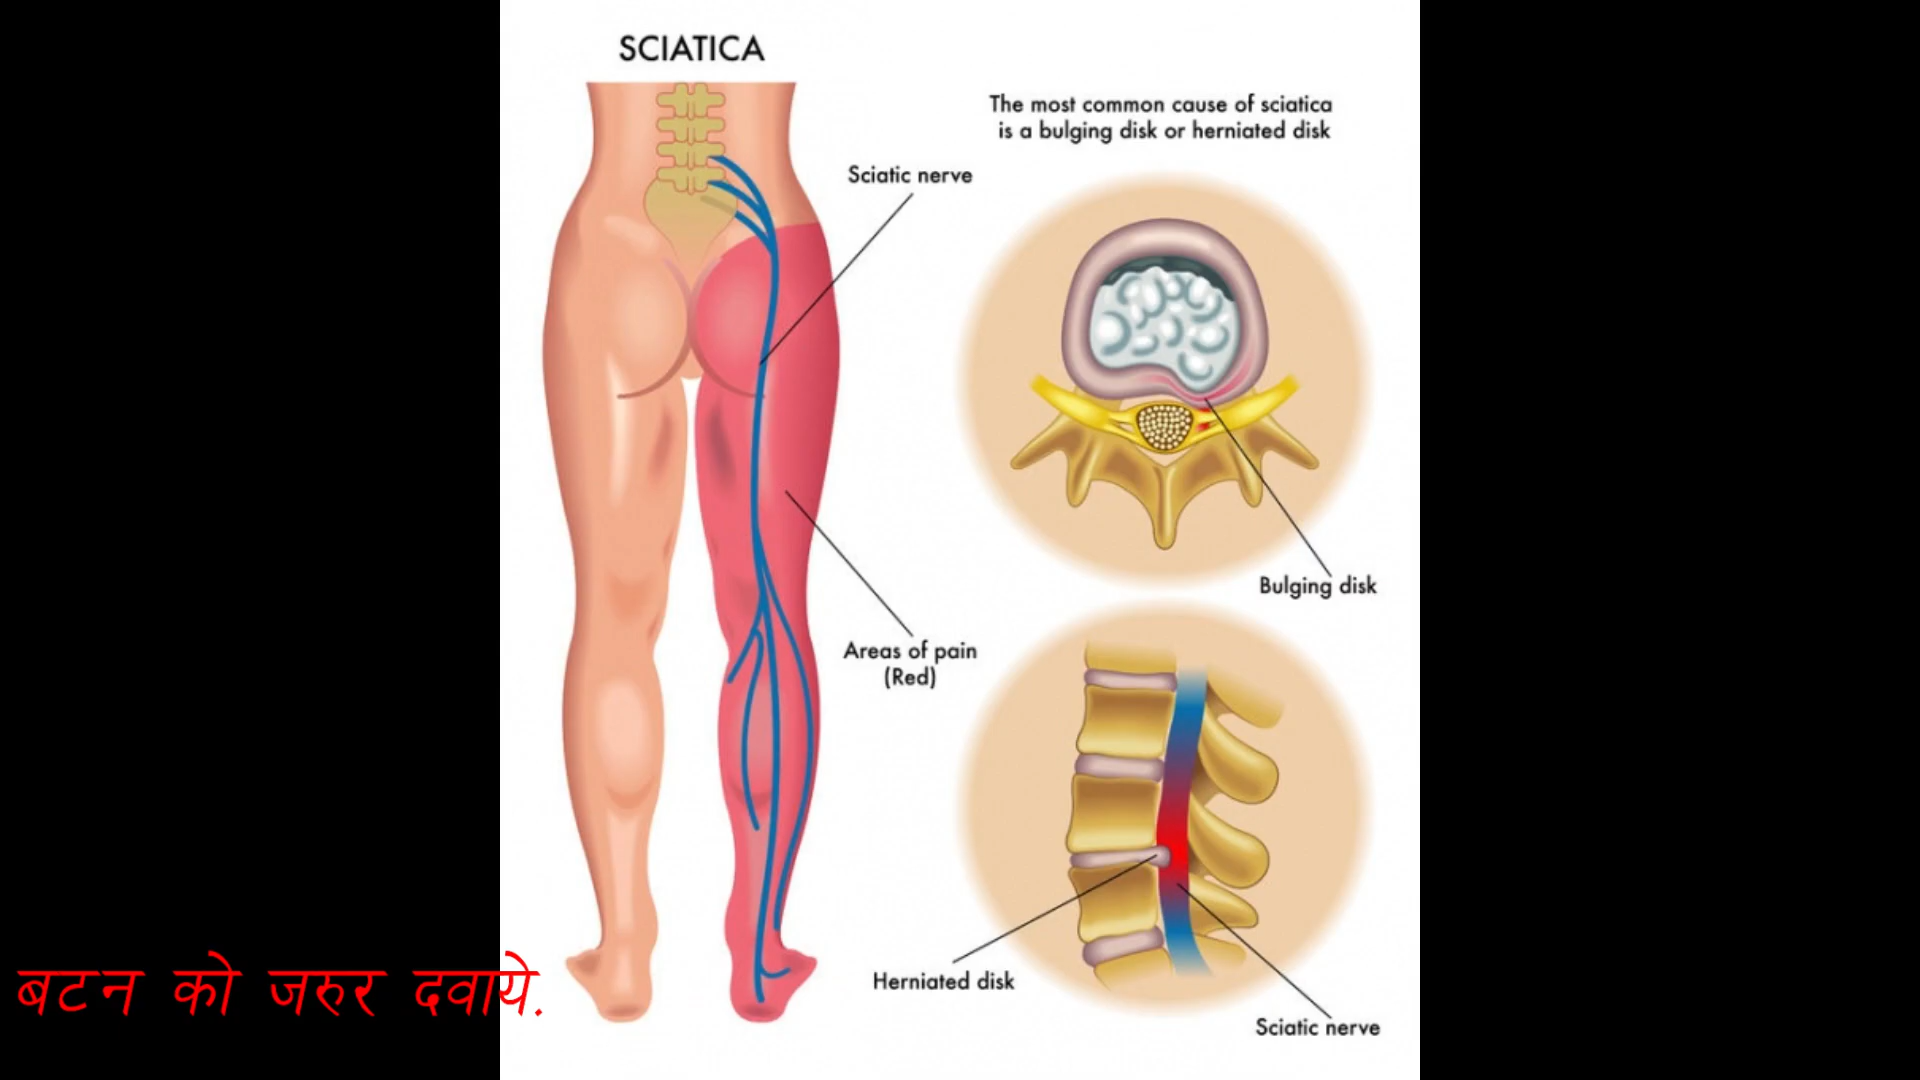 SCIATICA
The most common cause of sciatica
is a bulging disk or herniated disk
Sciatic nerve
Bulging disk
Areas of pain
(Red)
Herniated disk
Sciatic nerve
बटन को जरुर दवाये.